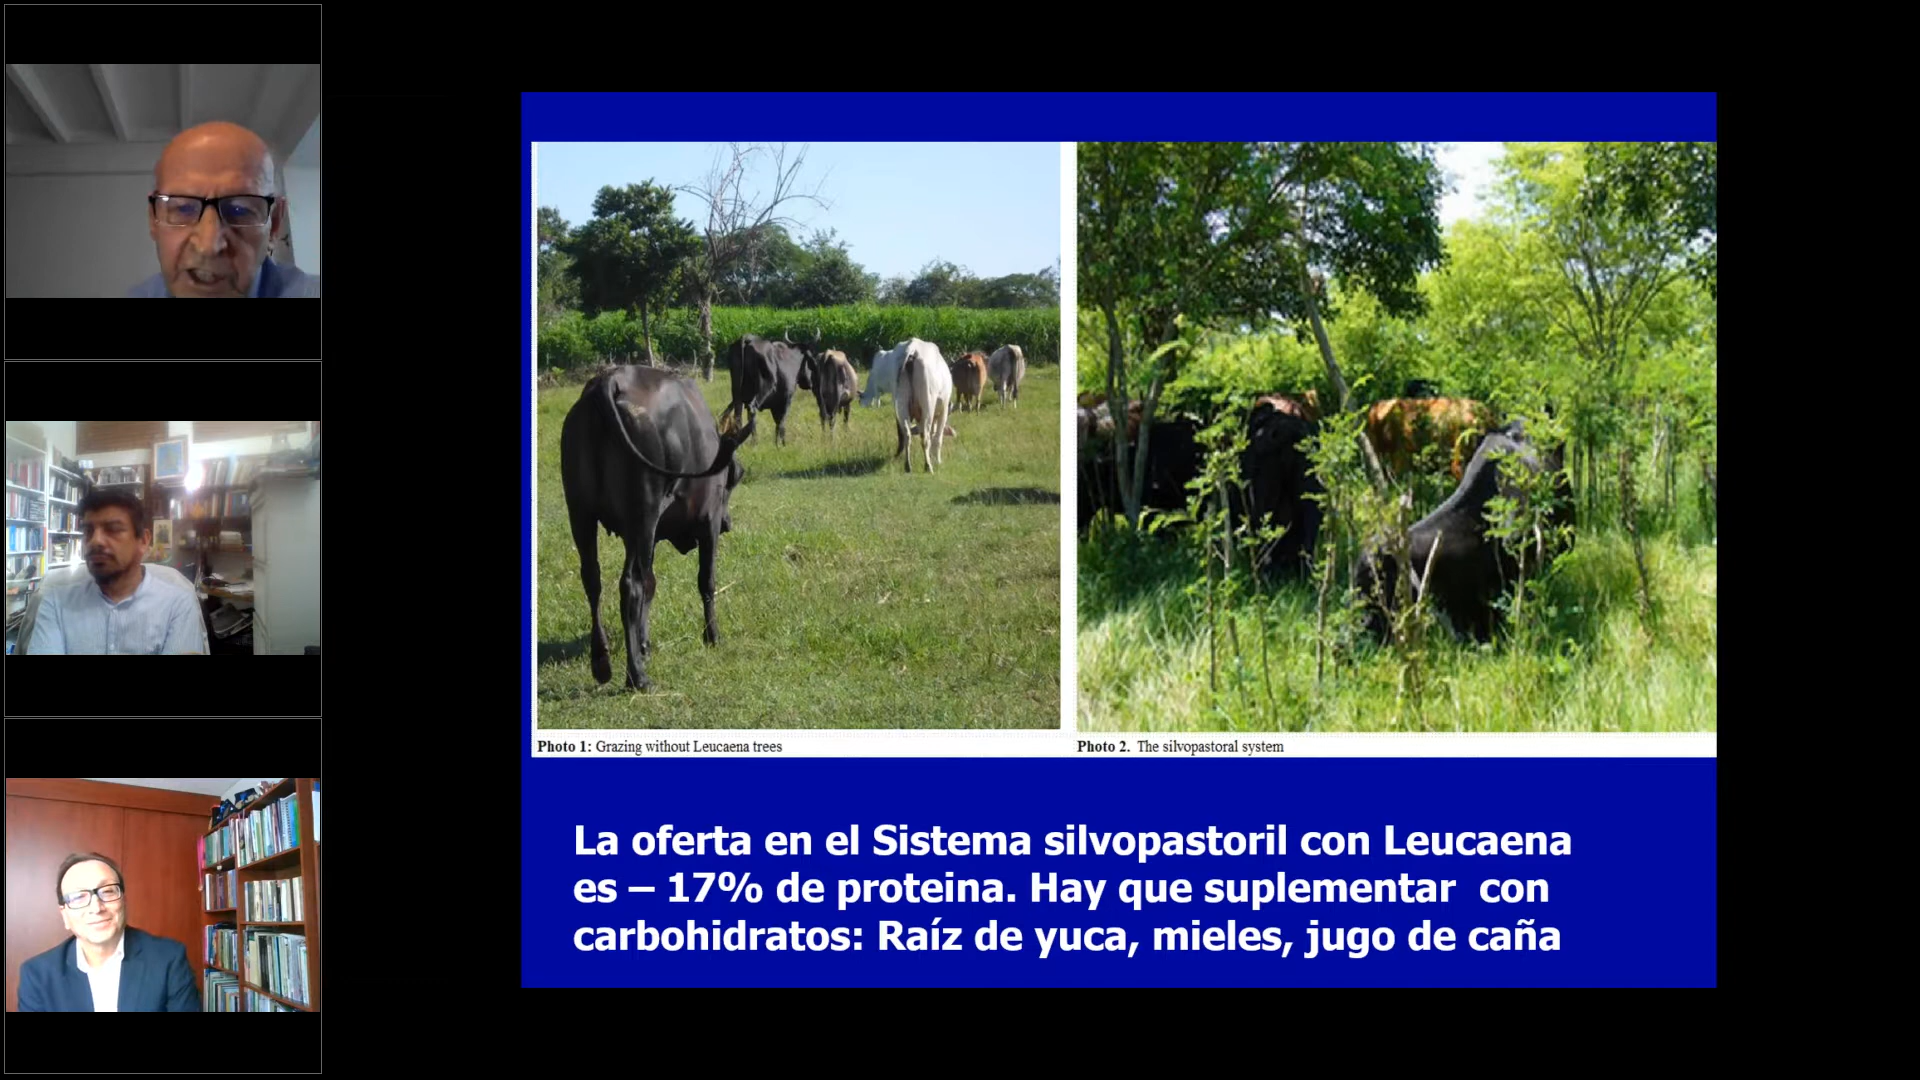 Photo 1: Grazing without Leucaena trees
Photo 2. The silvopastoral system
La oferta en el Sistema silvopastoril con Leucaena
es – 17% de proteina. Hay que suplementar con
carbohidratos: Raíz de yuca, mieles, jugo de caña